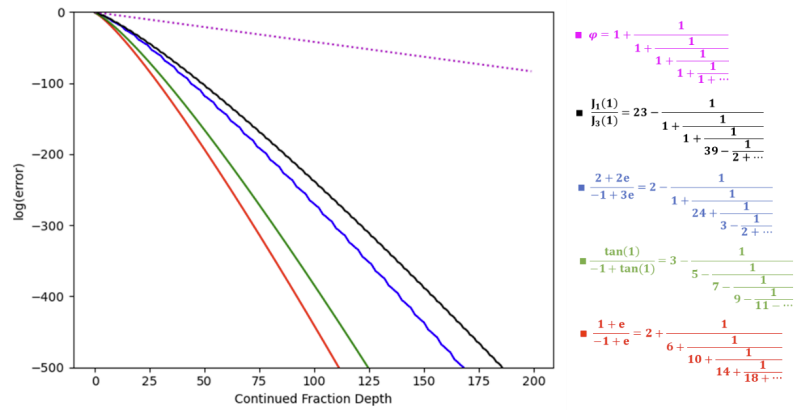 0
−100
−200
−300
−400
−500
log(error)
0 25 50 75 100 125 150 175 200
Continued Fraction Depth
φ = 1 + 1
1 + 1
1 + 1
1 + 1
1 + ⋯
J₁(1)
J₃(1) = 23 − 1
1 + 1
1 + 1
39 − 1
2 + ⋯
2 + 2e
−1 + 3e = 2 − 1
1 + 1
24 + 1
3 − 1
2 + ⋯
tan(1)
−1 + tan(1) = 3 − 1
5 − 1
7 − 1
9 − 1
11 − ⋯
1 + e
−1 + e = 2 + 1
6 + 1
10 + 1
14 + 1
18 + ⋯